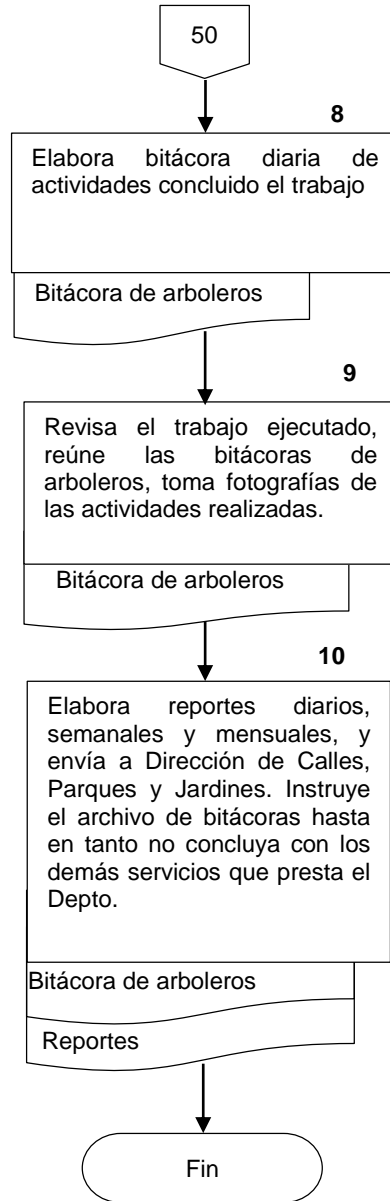 50
8
Elabora bitácora diaria de
actividades concluido el trabajo
Bitácora de arboleros
9
Revisa el trabajo ejecutado,
reúne las bitácoras de
arboleros, toma fotografías de
las actividades realizadas.
Bitácora de arboleros
10
Elabora reportes diarios,
semanales y mensuales, y
envía a Dirección de Calles,
Parques y Jardines. Instruye
el archivo de bitácoras hasta
en tanto no concluya con los
demás servicios que presta el
Depto.
Bitácora de arboleros
Reportes
Fin